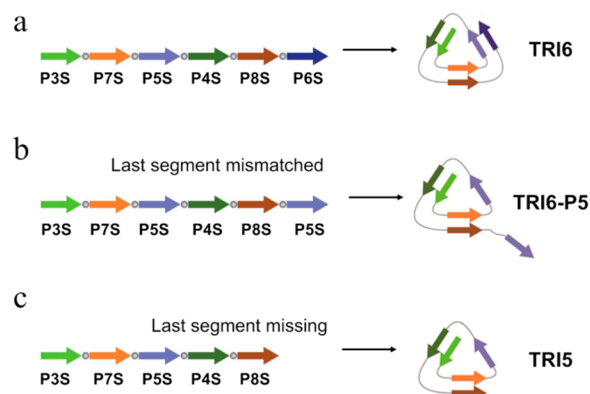 a
P3S P7S P5S P4S P8S P6S
TRI6
b
Last segment mismatched
P3S P7S P5S P4S P8S P5S
TRI6-P5
c
Last segment missing
P3S P7S P5S P4S P8S
TRI5